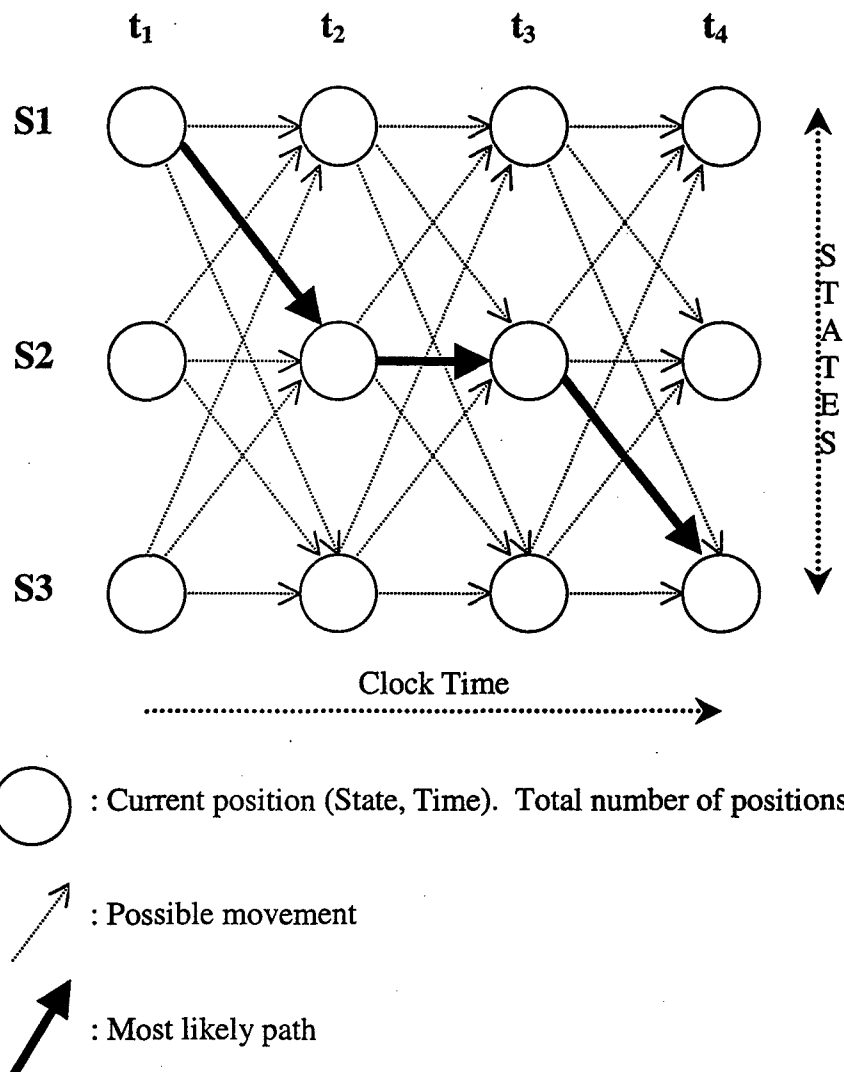 t1 t2 t3 t4
S1
S2
S3
STATES
Clock Time
: Current position (State, Time). Total number of positions
: Possible movement
: Most likely path